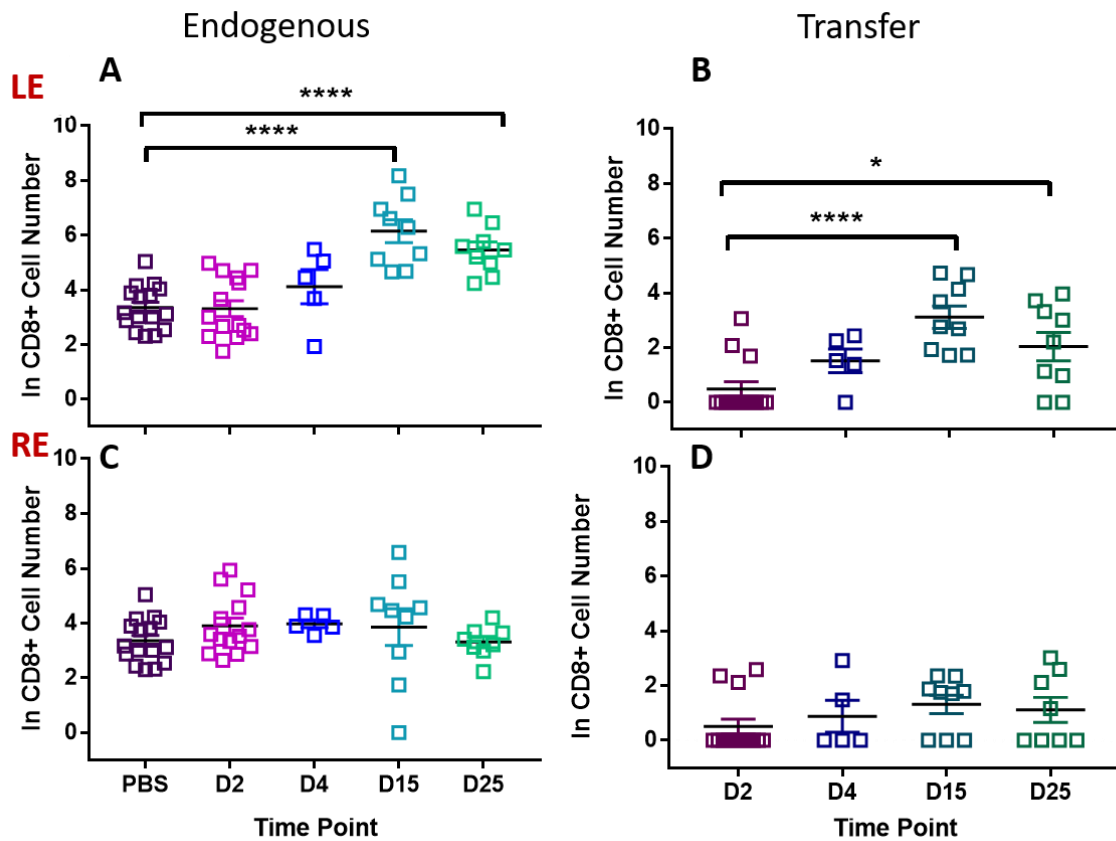 Endogenous
Transfer
LE
A
B
****
****
*
****
ln CD8+ Cell Number
10
8
6
4
2
0
ln CD8+ Cell Number
10
8
6
4
2
0
RE
C
D
ln CD8+ Cell Number
10
8
6
4
2
0
PBS D2 D4 D15 D25
Time Point
ln CD8+ Cell Number
10
8
6
4
2
0
D2 D4 D15 D25
Time Point